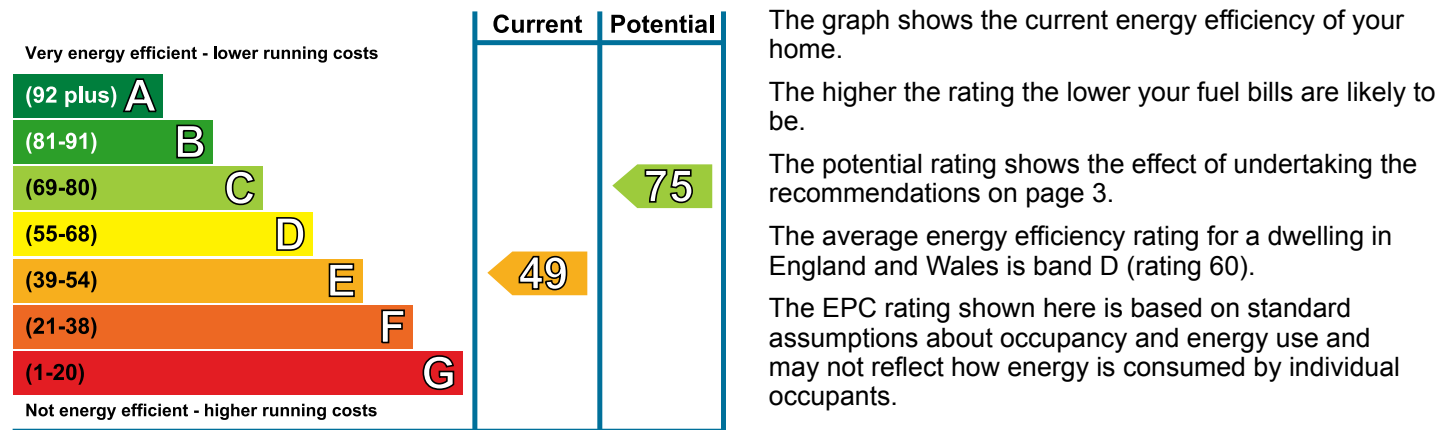 Current Potential
Very energy efficient - lower running costs
(92 plus) A
(81-91) B
(69-80) C
75
(55-68) D
(39-54) E
49
(21-38) F
(1-20) G
Not energy efficient - higher running costs
The graph shows the current energy efficiency of your
home.
The higher the rating the lower your fuel bills are likely to
be.
The potential rating shows the effect of undertaking the
recommendations on page 3.
The average energy efficiency rating for a dwelling in
England and Wales is band D (rating 60).
The EPC rating shown here is based on standard
assumptions about occupancy and energy use and
may not reflect how energy is consumed by individual
occupants.